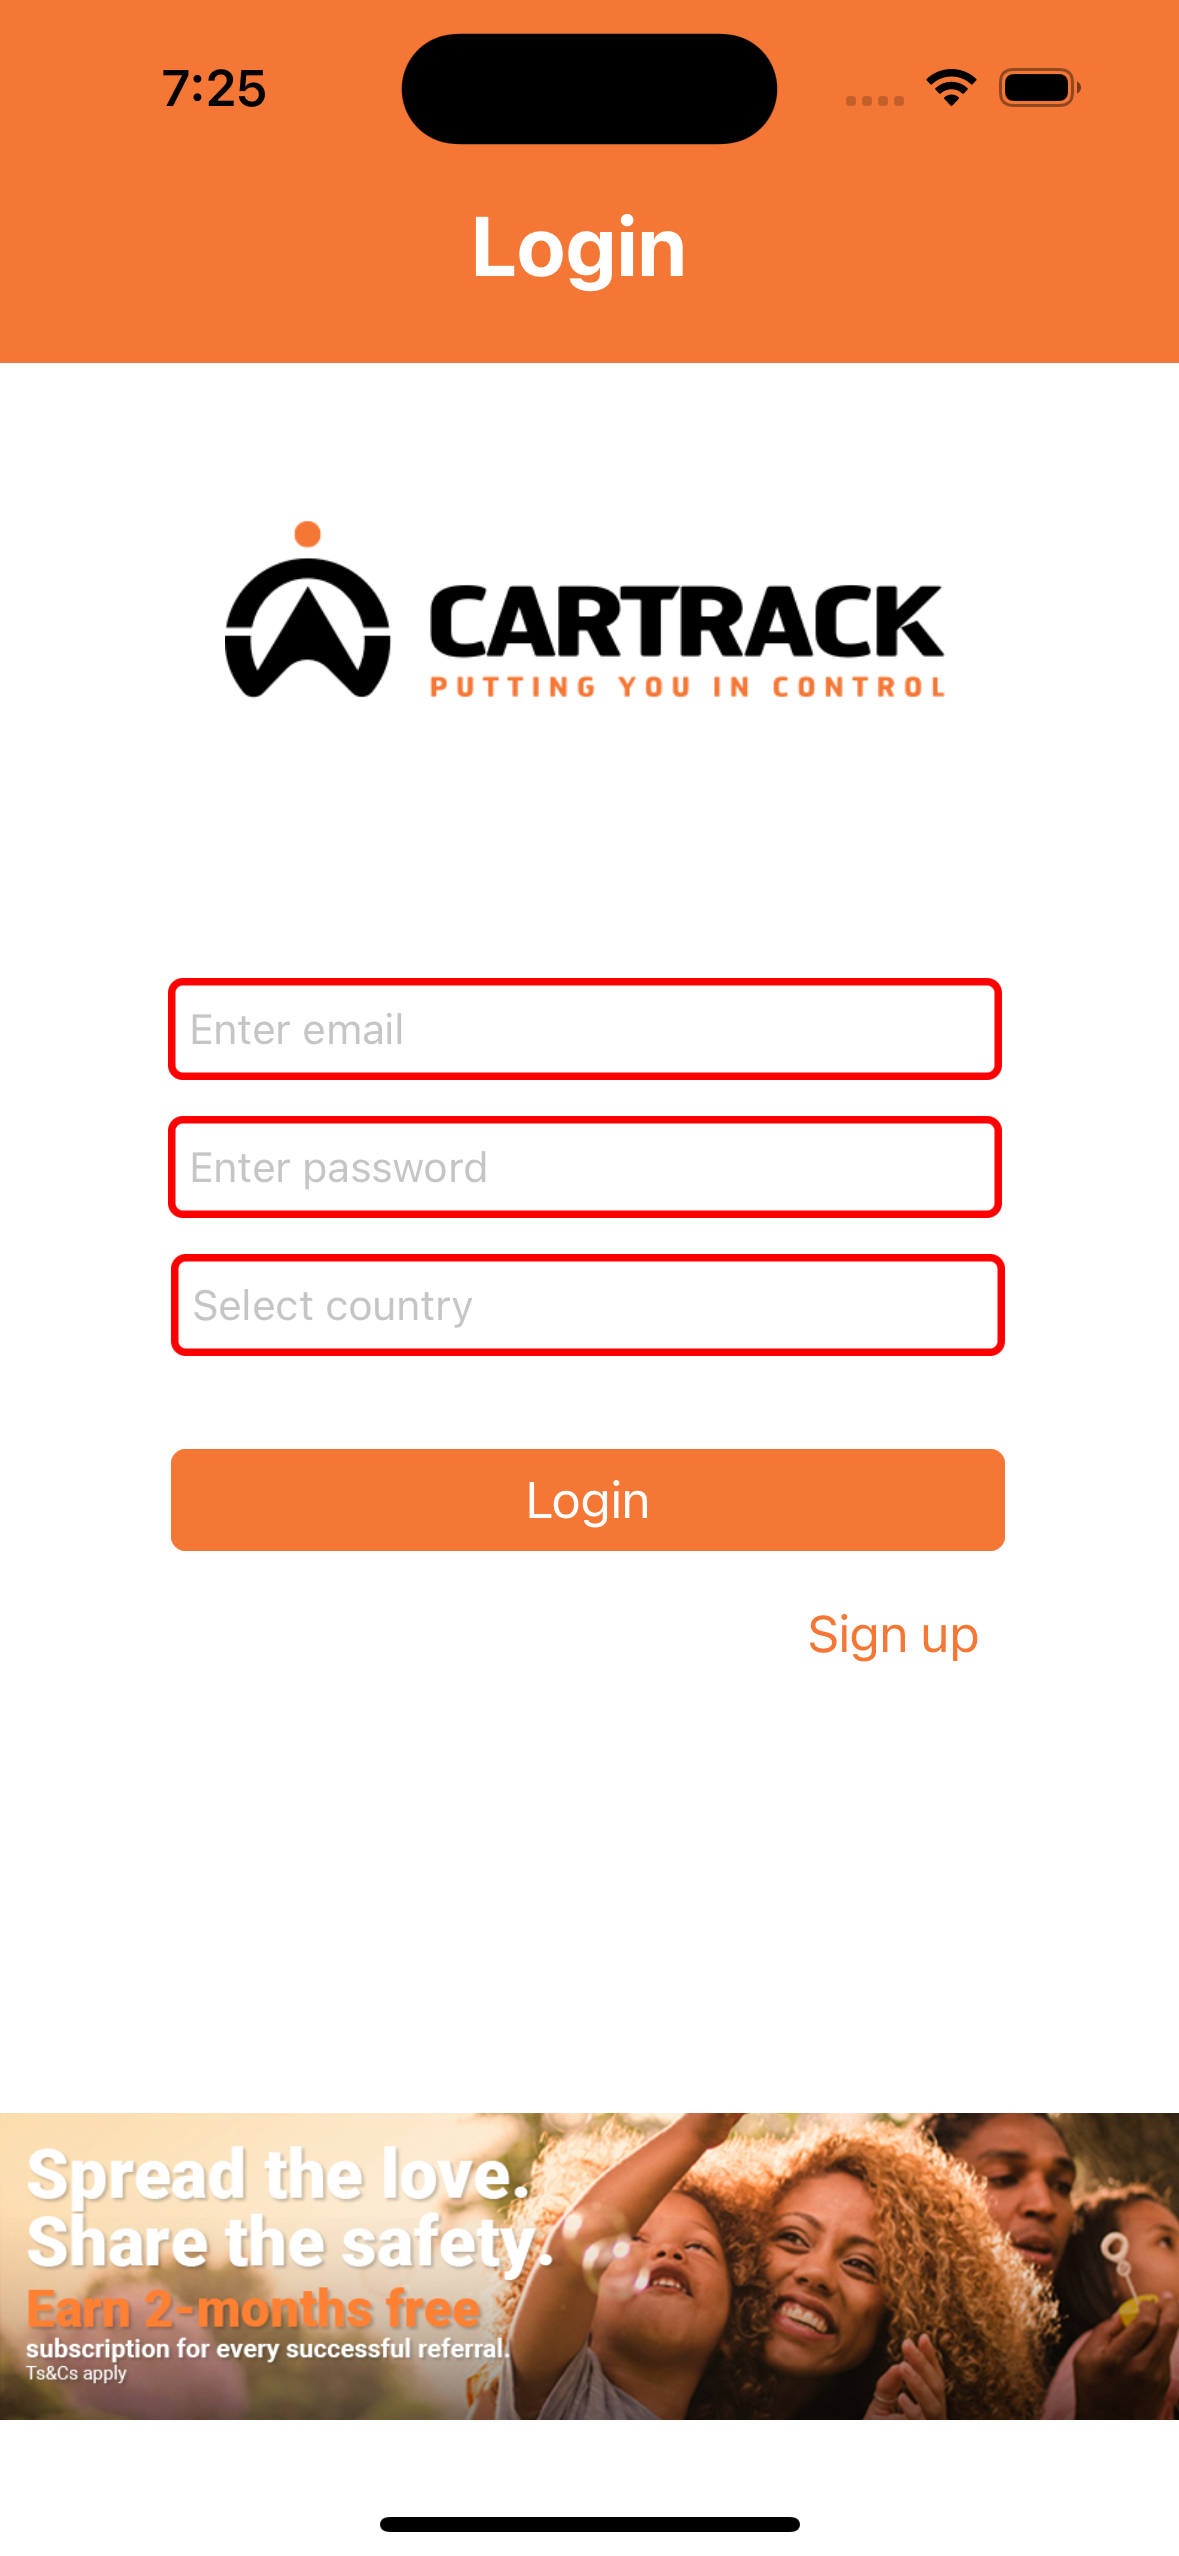 7:25
Login
CARTRACK
PUTTING YOU IN CONTROL
Enter email
Enter password
Select country
Login
Sign up
Spread the love.
Share the safety.
Earn 2-months free
subscription for every successful referral.
Ts&Cs apply